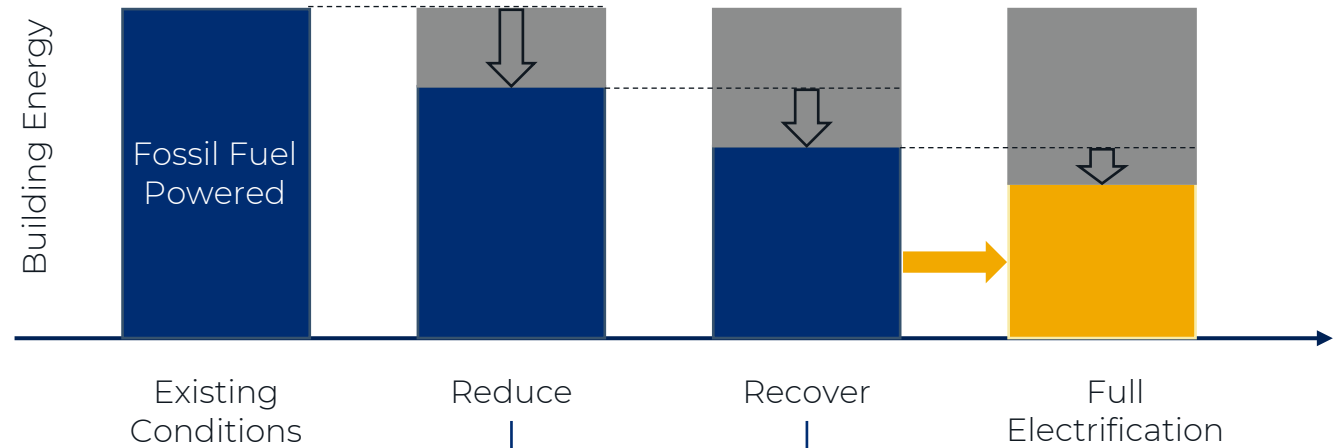 Building Energy
Fossil Fuel
Powered
Existing
Conditions
Reduce
Recover
Full
Electrification